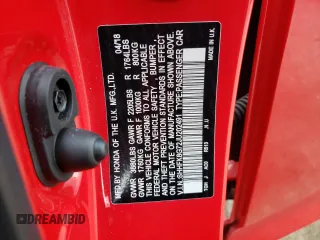 MFD. BY HONDA OF THE U.K. MFG.,LTD. 04/18
GVWR 3880LBS GAWR F 2205LBS R 1764LBS
GVWR 1760KG GAWR F 1000KG R 800KG
THIS VEHICLE CONFORMS TO ALL APPLICABLE
FEDERAL MOTOR VEHICLE SAFETY, BUMPER,
AND THEFT PREVENTION STANDARDS IN EFFECT ON
THE DATE OF MANUFACTURE SHOWN ABOVE.
V.I.N. TYPE:PASSENGER CAR
MADE IN U.K.
DREAMBID